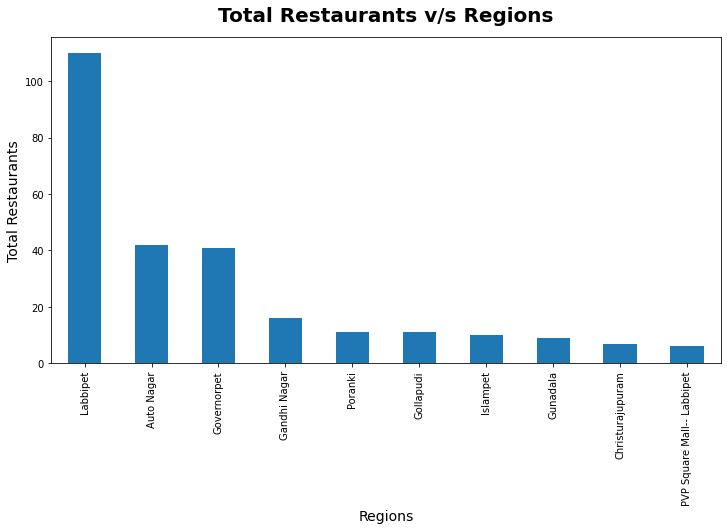 Total Restaurants v/s Regions
Total Restaurants
100
80
60
40
20
0
Labbipet
Auto Nagar
Governorpet
Gandhi Nagar
Poranki
Gollapudi
Islampet
Gunadala
Christurajupuram
PVP Square Mall-- Labbipet
Regions